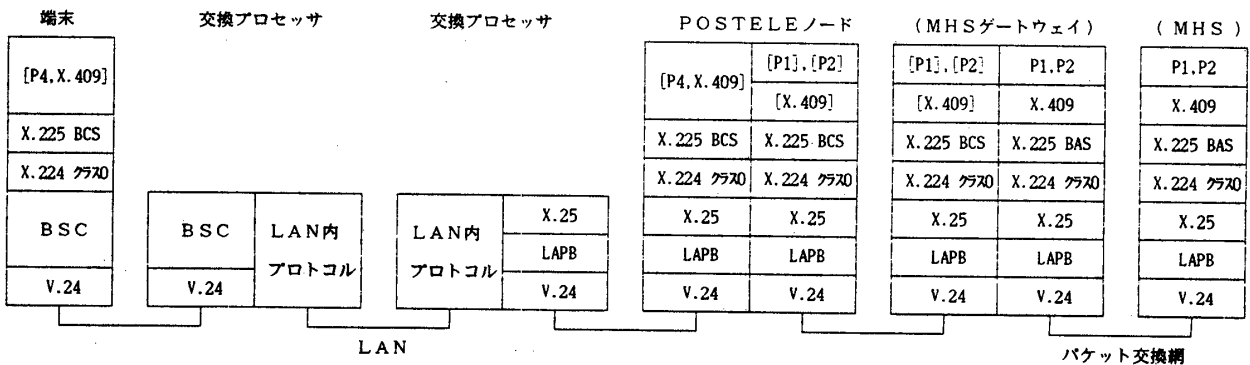 端末
交換プロセッサ
交換プロセッサ
POSTELEノード
(MHSゲートウェイ)
(MHS)
[P4,X.409]
X.225 BCS
X.224 クラス0
BSC
V.24
BSC
V.24
LAN内
プロトコル
LAN内
プロトコル
X.25
LAPB
V.24
[P4,X.409]
X.225 BCS
X.224 クラス0
X.25
LAPB
V.24
[P1],[P2]
[X.409]
X.225 BCS
X.224 クラス0
X.25
LAPB
V.24
[P1],[P2]
[X.409]
X.225 BCS
X.224 クラス0
X.25
LAPB
V.24
P1,P2
X.409
X.225 BAS
X.224 クラス0
X.25
LAPB
V.24
P1,P2
X.409
X.225 BAS
X.224 クラス0
X.25
LAPB
V.24
LAN
パケット交換網